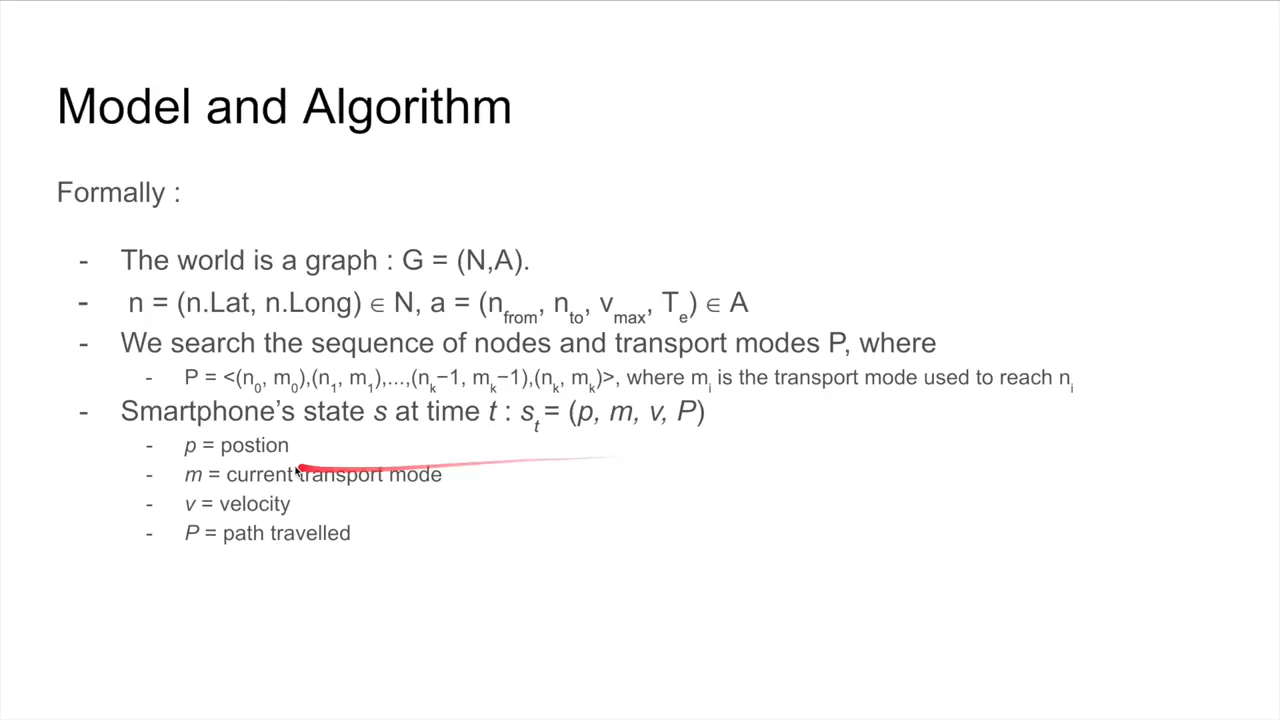 Model and Algorithm
Formally :
- The world is a graph : G = (N,A).
- n = (n.Lat, n.Long) ∈ N, a = (n_from, n_to, v_max, T_e) ∈ A
- We search the sequence of nodes and transport modes P, where
- P = <(n_0, m_0),(n_1, m_1),...,(n_k−1, m_k−1),(n_k, m_k)>, where m_i is the transport mode used to reach n_i
- Smartphone’s state s at time t : s_t = (p, m, v, P)
- p = postion
- m = current transport mode
- v = velocity
- P = path travelled